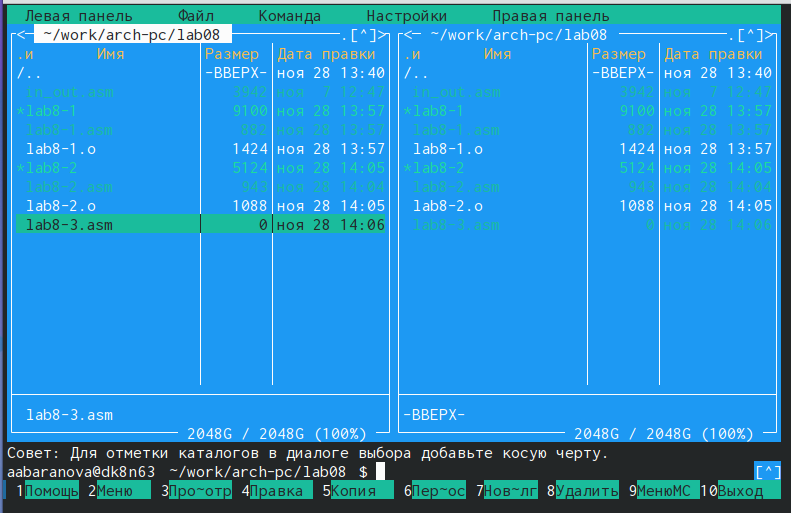 Левая панель Файл Команда Настройки Правая панель
<─ ~/work/arch-pc/lab08 .[^]> <─ ~/work/arch-pc/lab08 .[^]>
.и Имя Размер Дата правки .и Имя Размер Дата правки
/.. -ВВЕРХ- ноя 28 13:40 /.. -ВВЕРХ- ноя 28 13:40
in_out.asm 3942 ноя 7 12:47 in_out.asm 3942 ноя 7 12:47
*lab8-1 9100 ноя 28 13:57 *lab8-1 9100 ноя 28 13:57
lab8-1.asm 882 ноя 28 13:57 lab8-1.asm 882 ноя 28 13:57
lab8-1.o 1424 ноя 28 13:57 lab8-1.o 1424 ноя 28 13:57
*lab8-2 5124 ноя 28 14:05 *lab8-2 5124 ноя 28 14:05
lab8-2.asm 943 ноя 28 14:04 lab8-2.asm 943 ноя 28 14:04
lab8-2.o 1088 ноя 28 14:05 lab8-2.o 1088 ноя 28 14:05
lab8-3.asm 0 ноя 28 14:06 lab8-3.asm 0 ноя 28 14:06
lab8-3.asm -ВВЕРХ-
2048G / 2048G (100%) 2048G / 2048G (100%)
Совет: Для отметки каталогов в диалоге выбора добавьте косую черту.
aabaranova@dk8n63 ~/work/arch-pc/lab08 $ [^]
1Помощь 2Меню 3Про~отр 4Правка 5Копия 6Пер~ос 7Нов~лг 8Удалить 9МенюМС 10Выход